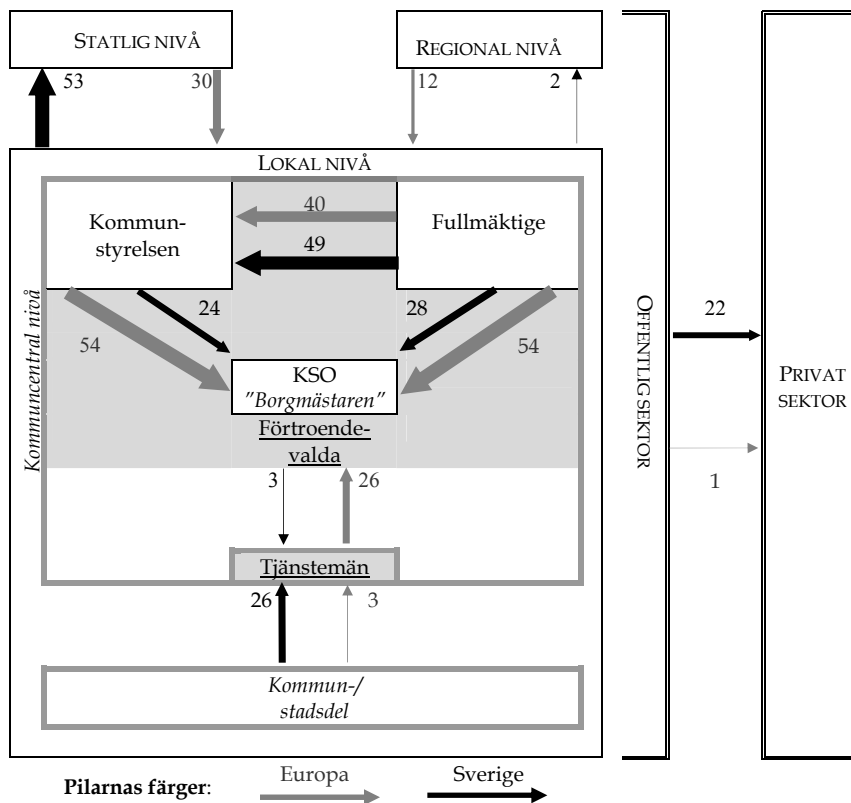 STATLIG NIVÅ
REGIONAL NIVÅ
53
30
12
2
LOKAL NIVÅ
Kommun-
styrelsen
40
Fullmäktige
49
Kommuncentral nivå
24
28
54
54
KSO
"Borgmästaren"
Förtroende-
valda
3
26
Tjänstemän
26
3
Kommun-/
stadsdel
OFFENTLIG SEKTOR
22
1
PRIVAT
SEKTOR
Pilarnas färger:
Europa
Sverige